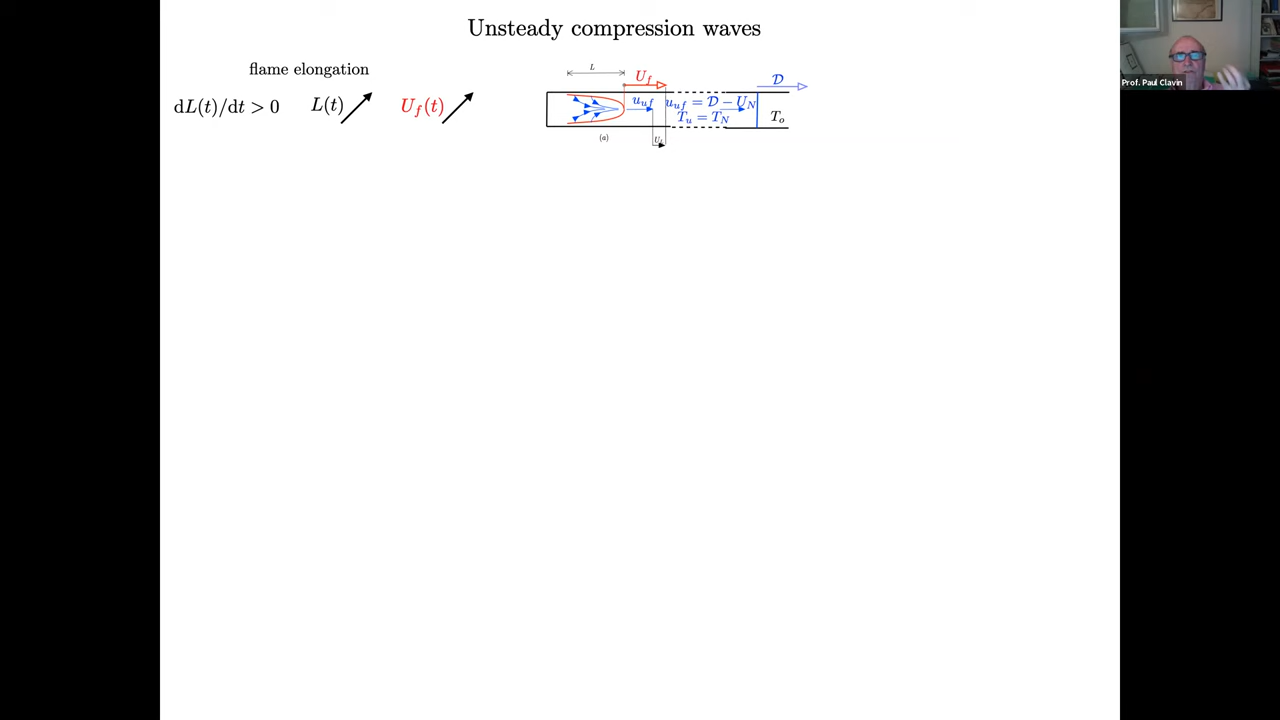 Unsteady compression waves
flame elongation
dL(t)/dt > 0 L(t) U_f(t)
L
U_f
u_uf
u_uf = 𝒟 − U_N
T_u = T_N
𝒟
T_o
(a)
Prof. Paul Clavin